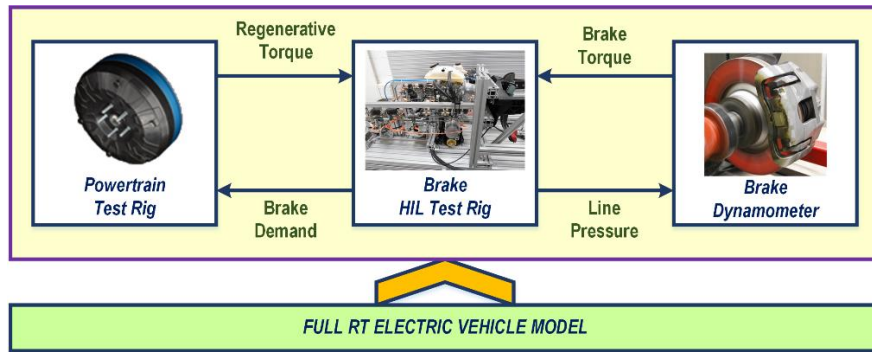 Regenerative
Torque
Brake
Torque
Powertrain
Test Rig
Brake
HIL Test Rig
Brake
Dynamometer
Brake
Demand
Line
Pressure
FULL RT ELECTRIC VEHICLE MODEL